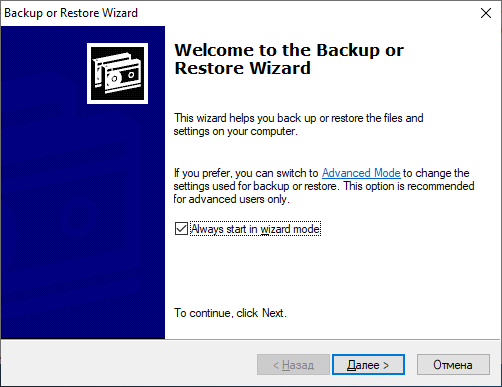 Backup or Restore Wizard
Welcome to the Backup or
Restore Wizard
This wizard helps you back up or restore the files and
settings on your computer.
If you prefer, you can switch to Advanced Mode to change the
settings used for backup or restore. This option is recommended
for advanced users only.
Always start in wizard mode
To continue, click Next.
< Назад
Далее >
Отмена